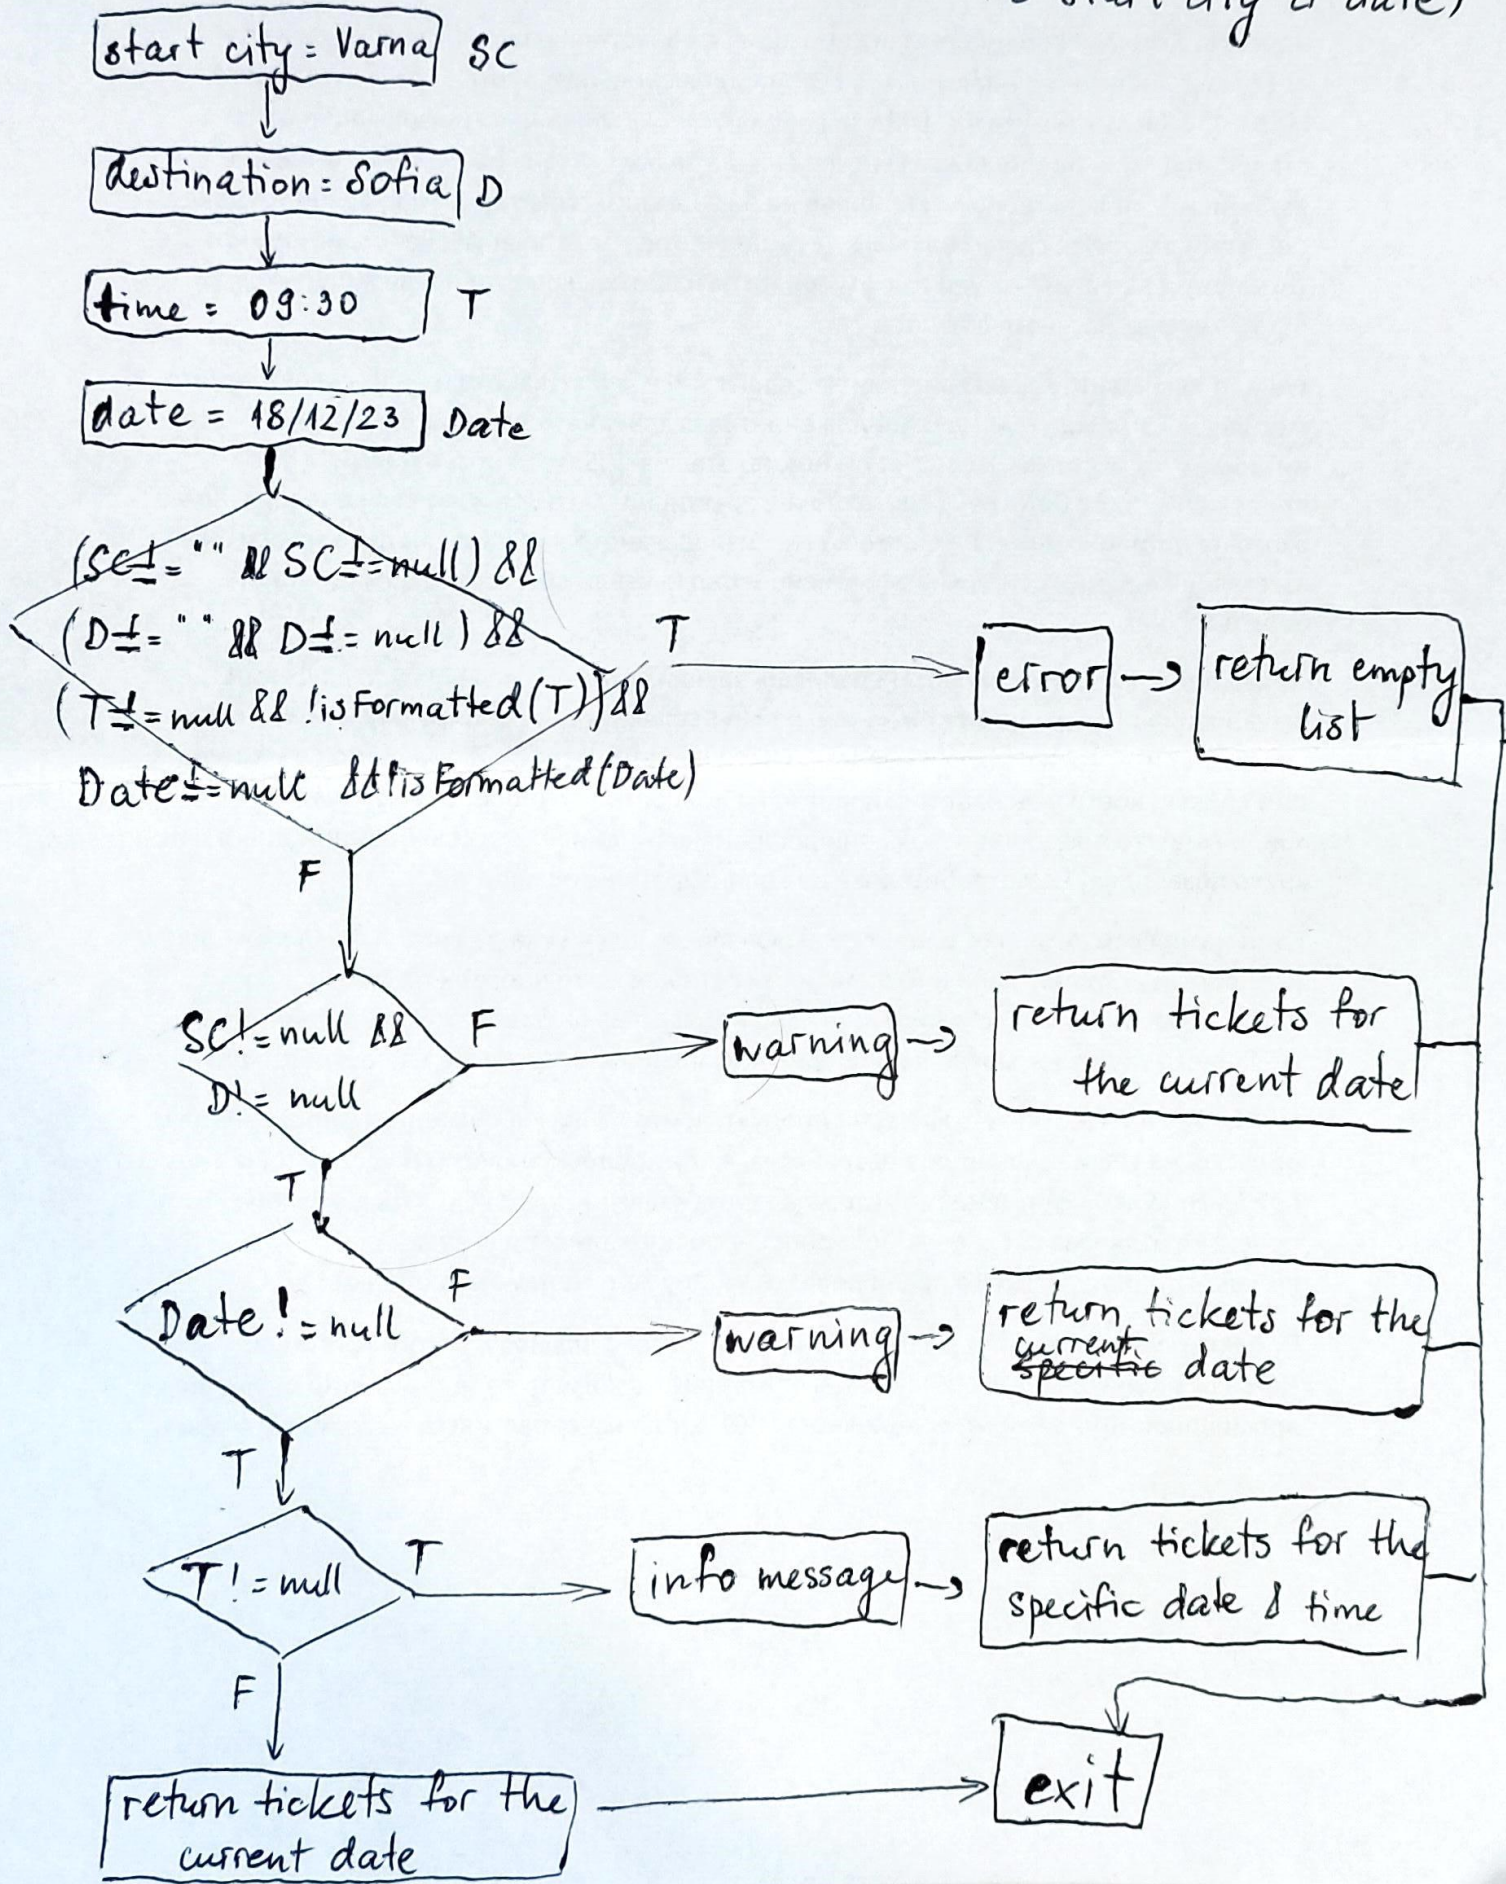 start city & date)
start city = Varna SC
destination = Sofia D
time = 09:30 T
date = 18/12/23 Date
(SC != "" && SC != null) &&
(D != "" && D != null) && T
error
return empty
list
(T != null && !isFormatted(T)) &&
Date != null && !isFormatted(Date)
F
SC != null && F
D != null
warning
return tickets for
the current date
T
Date != null F
warning
return tickets for the
current
specific date
T
T != null T
info message
return tickets for the
specific date & time
F
return tickets for the
current date
exit